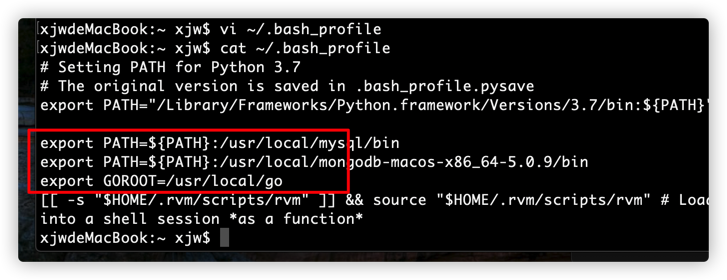 xjwdeMacBook:~ xjw$ vi ~/.bash_profile
xjwdeMacBook:~ xjw$ cat ~/.bash_profile
# Setting PATH for Python 3.7
# The original version is saved in .bash_profile.pysave
export PATH="/Library/Frameworks/Python.framework/Versions/3.7/bin:${PATH}"
export PATH=${PATH}:/usr/local/mysql/bin
export PATH=${PATH}:/usr/local/mongodb-macos-x86_64-5.0.9/bin
export GOROOT=/usr/local/go
[[ -s "$HOME/.rvm/scripts/rvm" ]] && source "$HOME/.rvm/scripts/rvm" # Loa
into a shell session *as a function*
xjwdeMacBook:~ xjw$